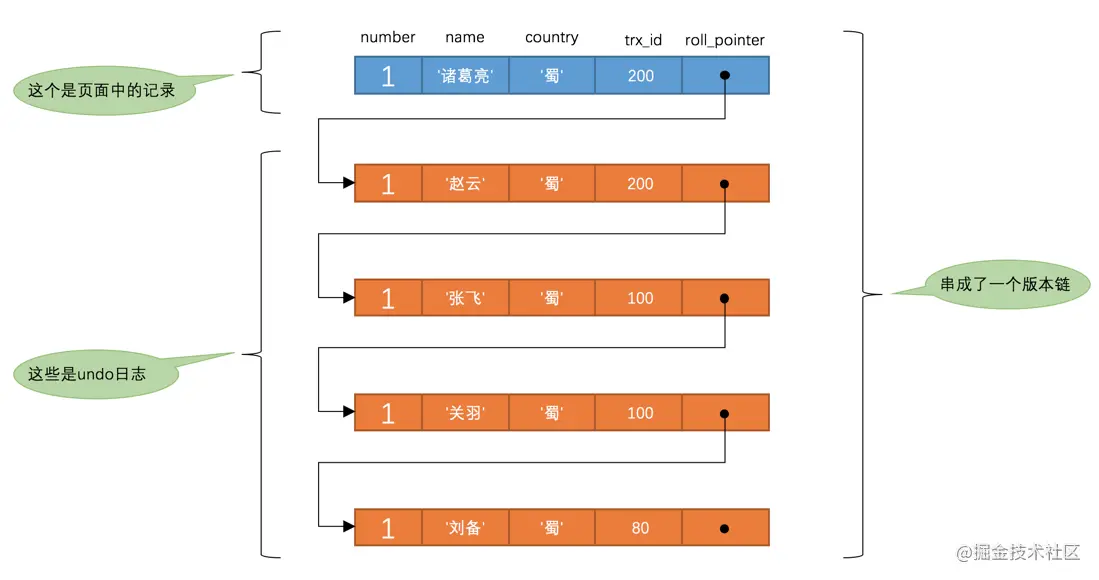 number name country trx_id roll_pointer
1 '诸葛亮' '蜀' 200
这个是页面中的记录
1 '赵云' '蜀' 200
1 '张飞' '蜀' 100
串成了一个版本链
这些是undo日志
1 '关羽' '蜀' 100
1 '刘备' '蜀' 80
@掘金技术社区